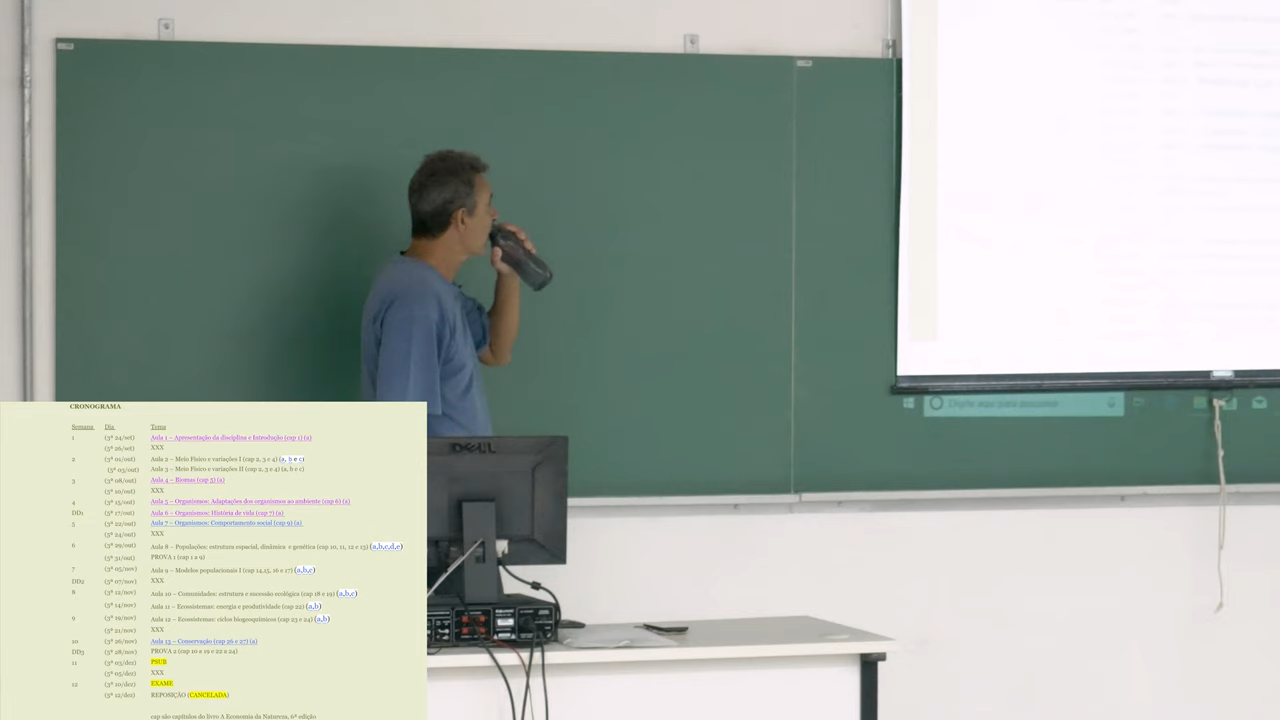 CRONOGRAMA
Semana Dia Tema
1 (3ª 24/set) Aula 1 – Apresentação da disciplina e Introdução (cap 1) (a)
(5ª 26/set) XXX
2 (3ª 01/out) Aula 2 – Meio Físico e variações I (cap 2, 3 e 4) (a, b e c)
(5ª 03/out) Aula 3 – Meio Físico e variações II (cap 2, 3 e 4) (a, b e c)
3 (3ª 08/out) Aula 4 – Biomas (cap 5) (a)
(5ª 10/out) XXX
4 (3ª 15/out) Aula 5 – Organismos: Adaptações dos organismos ao ambiente (cap 6) (a)
DD1 (5ª 17/out) Aula 6 – Organismos: História de vida (cap 7) (a)
5 (3ª 22/out) Aula 7 – Organismos: Comportamento social (cap 9) (a)
(5ª 24/out) XXX
6 (3ª 29/out) Aula 8 – Populações: estrutura espacial, dinâmica e genética (cap 10, 11, 12 e 13) (a,b,c,d,e)
(5ª 31/out) PROVA 1 (cap 1 a 9)
7 (3ª 05/nov) Aula 9 – Modelos populacionais I (cap 14,15, 16 e 17) (a,b,c)
DD2 (5ª 07/nov) XXX
8 (3ª 12/nov) Aula 10 – Comunidades: estrutura e sucessão ecológica (cap 18 e 19) (a,b,c)
(5ª 14/nov) Aula 11 – Ecossistemas: energia e produtividade (cap 22) (a,b)
9 (3ª 19/nov) Aula 12 – Ecossistemas: ciclos biogeoquímicos (cap 23 e 24) (a,b)
(5ª 21/nov) XXX
10 (3ª 26/nov) Aula 13 – Conservação (cap 26 e 27) (a)
DD3 (5ª 28/nov) PROVA 2 (cap 10 a 19 e 22 a 24)
11 (3ª 03/dez) PSUB
(5ª 05/dez) XXX
12 (3ª 10/dez) EXAME
(5ª 12/dez) REPOSIÇÃO (CANCELADA)
cap são capítulos do livro A Economia da Natureza, 6ª edição
DELL
Digite aqui para pesquisar